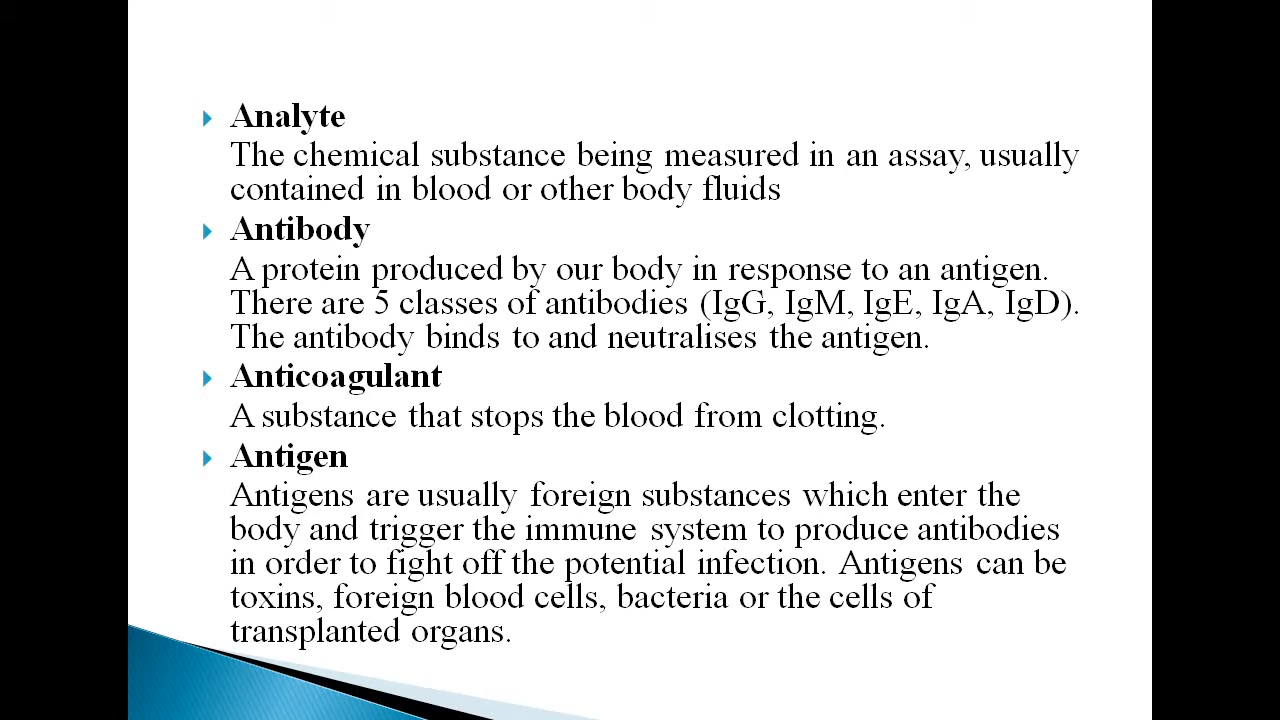 Analyte
The chemical substance being measured in an assay, usually
contained in blood or other body fluids
Antibody
A protein produced by our body in response to an antigen.
There are 5 classes of antibodies (IgG, IgM, IgE, IgA, IgD).
The antibody binds to and neutralises the antigen.
Anticoagulant
A substance that stops the blood from clotting.
Antigen
Antigens are usually foreign substances which enter the
body and trigger the immune system to produce antibodies
in order to fight off the potential infection. Antigens can be
toxins, foreign blood cells, bacteria or the cells of
transplanted organs.